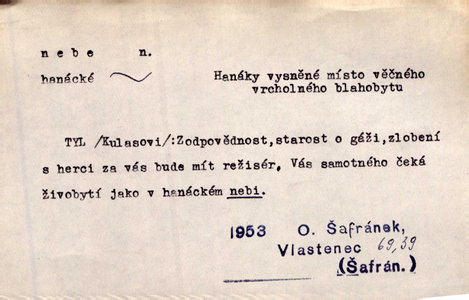 nebe n.
hanácké
Hanáky vysněné místo věčného
vrcholného blahobytu
TYL /Kulasovi/:Zodpovědnost,starost o gáži,zlobení
s herci za vás bude mít režisér. Vás samotného čeká
živobytí jako v hanáckém nebi.
1953 O. Šafránek,
Vlastenec 69,39
(Šafrán.)